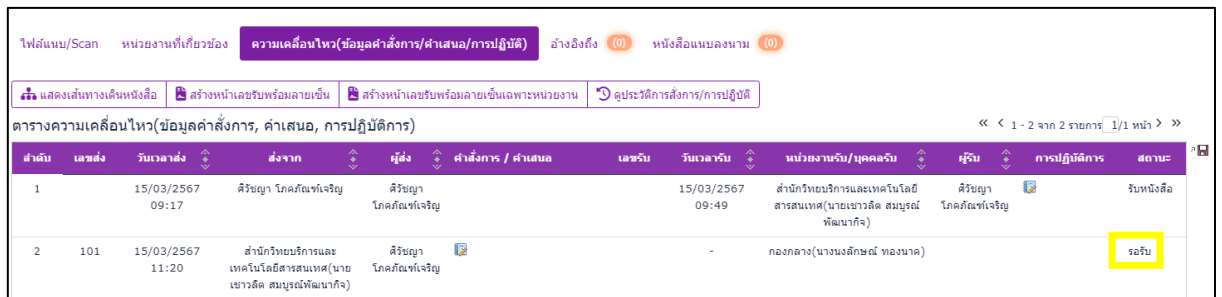 ไฟล์แนบ/Scan หน่วยงานที่เกี่ยวข้อง ความเคลื่อนไหว(ข้อมูลคำสั่งการ/คำเสนอ/การปฏิบัติ) อ้างอิงถึง (0) หนังสือแนบลงนาม (0)
แสดงเส้นทางเดินหนังสือ สร้างหน้าเลขรับพร้อมลายเซ็น สร้างหน้าเลขรับพร้อมลายเซ็นเฉพาะหน่วยงาน ดูประวัติการสั่งการ/การปฏิบัติ
ตารางความเคลื่อนไหว(ข้อมูลคำสั่งการ, คำเสนอ, การปฏิบัติการ) 1 - 2 จาก 2 รายการ 1/1 หน้า
ลำดับ เลขส่ง วันเวลาส่ง ส่งจาก ผู้ส่ง คำสั่งการ / คำเสนอ เลขรับ วันเวลารับ หน่วยงานรับ/บุคคลรับ ผู้รับ การปฏิบัติการ สถานะ
1 15/03/2567 ศิวัชญา โภคภัณฑ์เจริญ ศิวัชญา 15/03/2567 สำนักวิทยบริการและเทคโนโลยี ศิวัชญา รับหนังสือ
09:17 โภคภัณฑ์เจริญ 09:49 สารสนเทศ(นายเชาวลิต สมบูรณ์ โภคภัณฑ์เจริญ
พัฒนากิจ)
2 101 15/03/2567 สำนักวิทยบริการและ ศิวัชญา - กองกลาง(นางนงลักษณ์ ทองนาค) รอรับ
11:20 เทคโนโลยีสารสนเทศ(นาย โภคภัณฑ์เจริญ
เชาวลิต สมบูรณ์พัฒนากิจ)